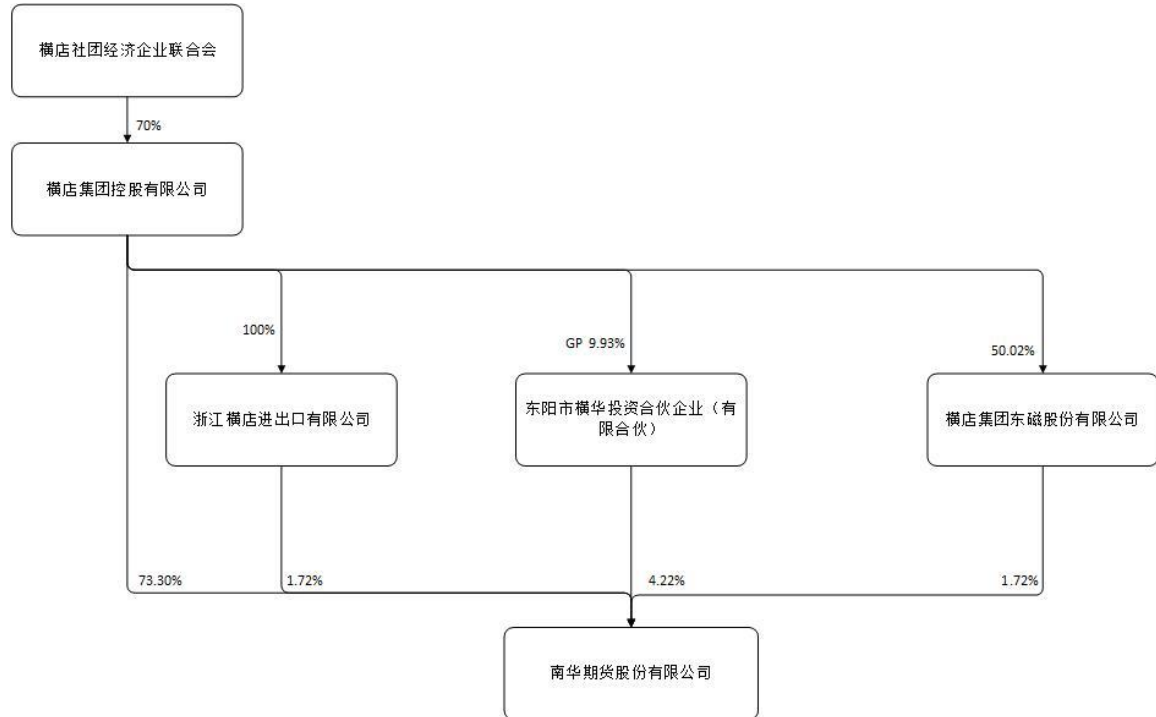 横店社团经济企业联合会
70%
横店集团控股有限公司
100%
GP 9.93%
50.02%
浙江横店进出口有限公司
东阳市横华投资合伙企业（有
限合伙）
横店集团东磁股份有限公司
73.30%
1.72%
4.22%
1.72%
南华期货股份有限公司